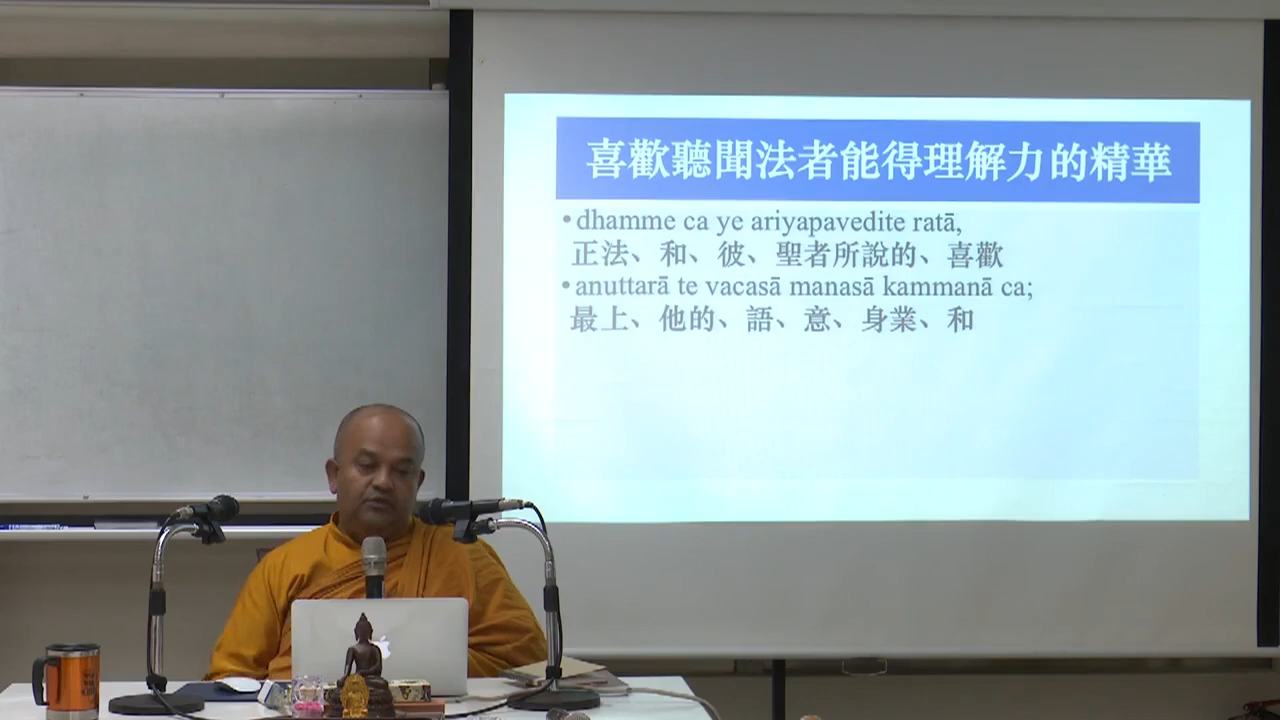 喜歡聽聞法者能得理解力的精華
•dhamme ca ye ariyapavedite ratā,
正法、和、彼、聖者所說的、喜歡
•anuttarā te vacasā manasā kammanā ca;
最上、他的、語、意、身業、和